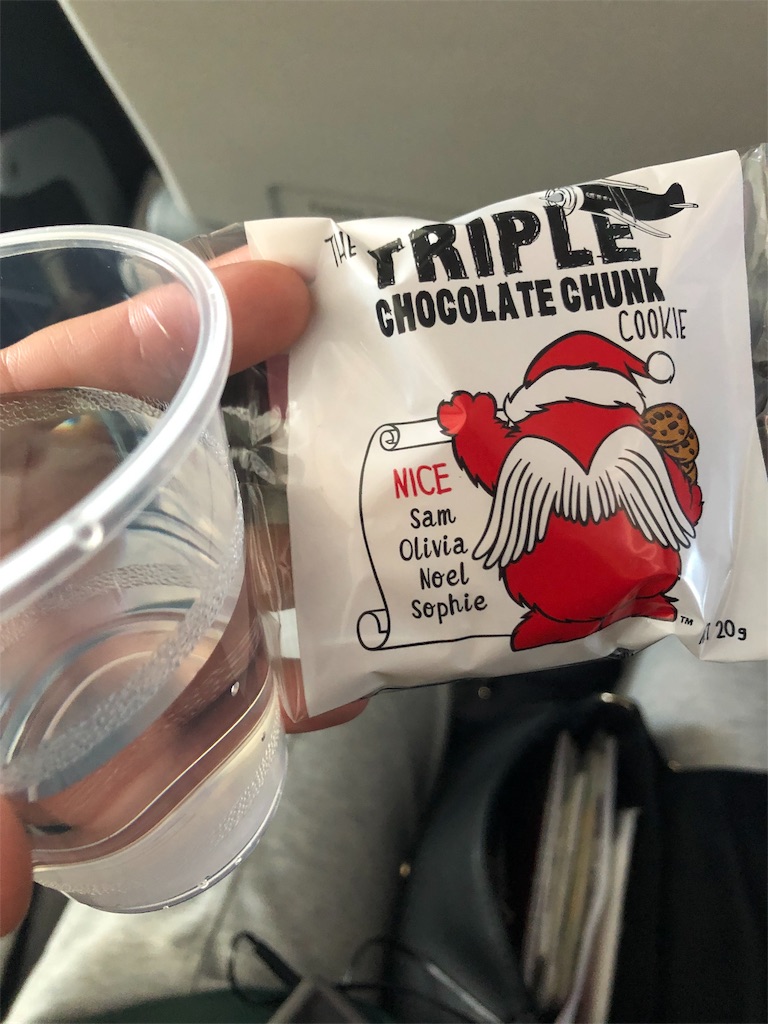 THE
TRIPLE
CHOCOLATE CHUNK
COOKIE
NICE
Sam
Olivia
Noel
Sophie
TM
20g